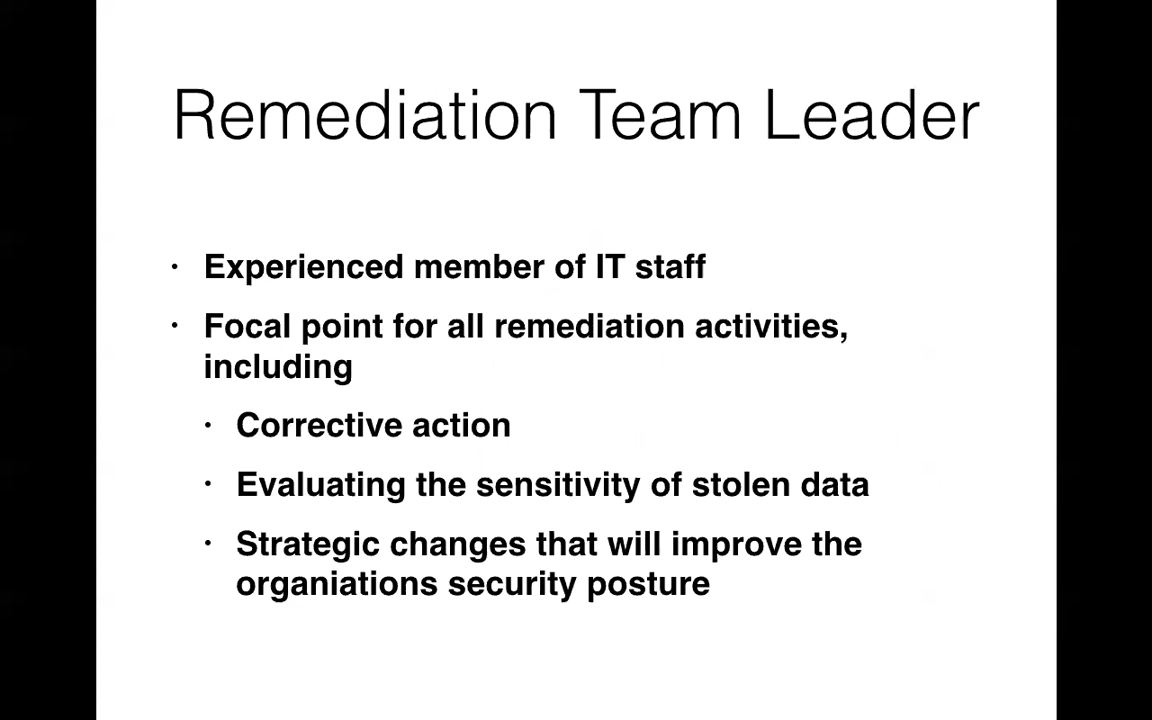 Remediation Team Leader
• Experienced member of IT staff
• Focal point for all remediation activities,
including
• Corrective action
• Evaluating the sensitivity of stolen data
• Strategic changes that will improve the
organiations security posture